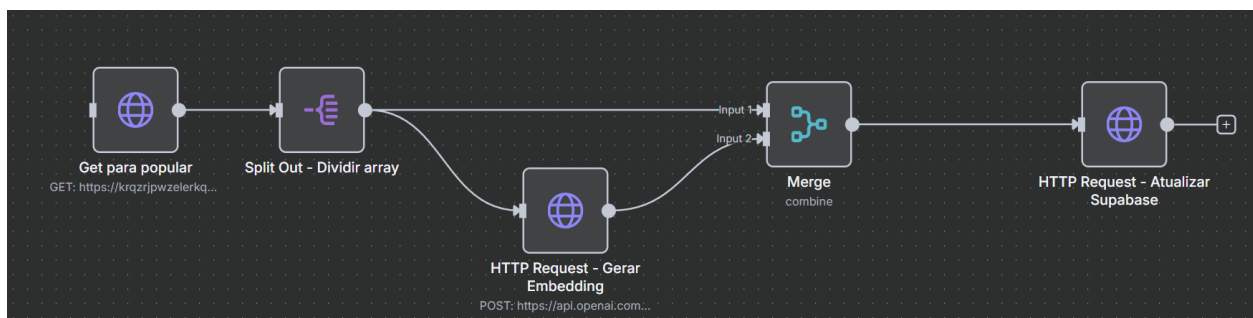 Get para popular
GET: https://krqzrjpwzelerkq...
Split Out - Dividir array
HTTP Request - Gerar
Embedding
POST: https://api.openai.com...
Input 1
Input 2
Merge
combine
HTTP Request - Atualizar
Supabase